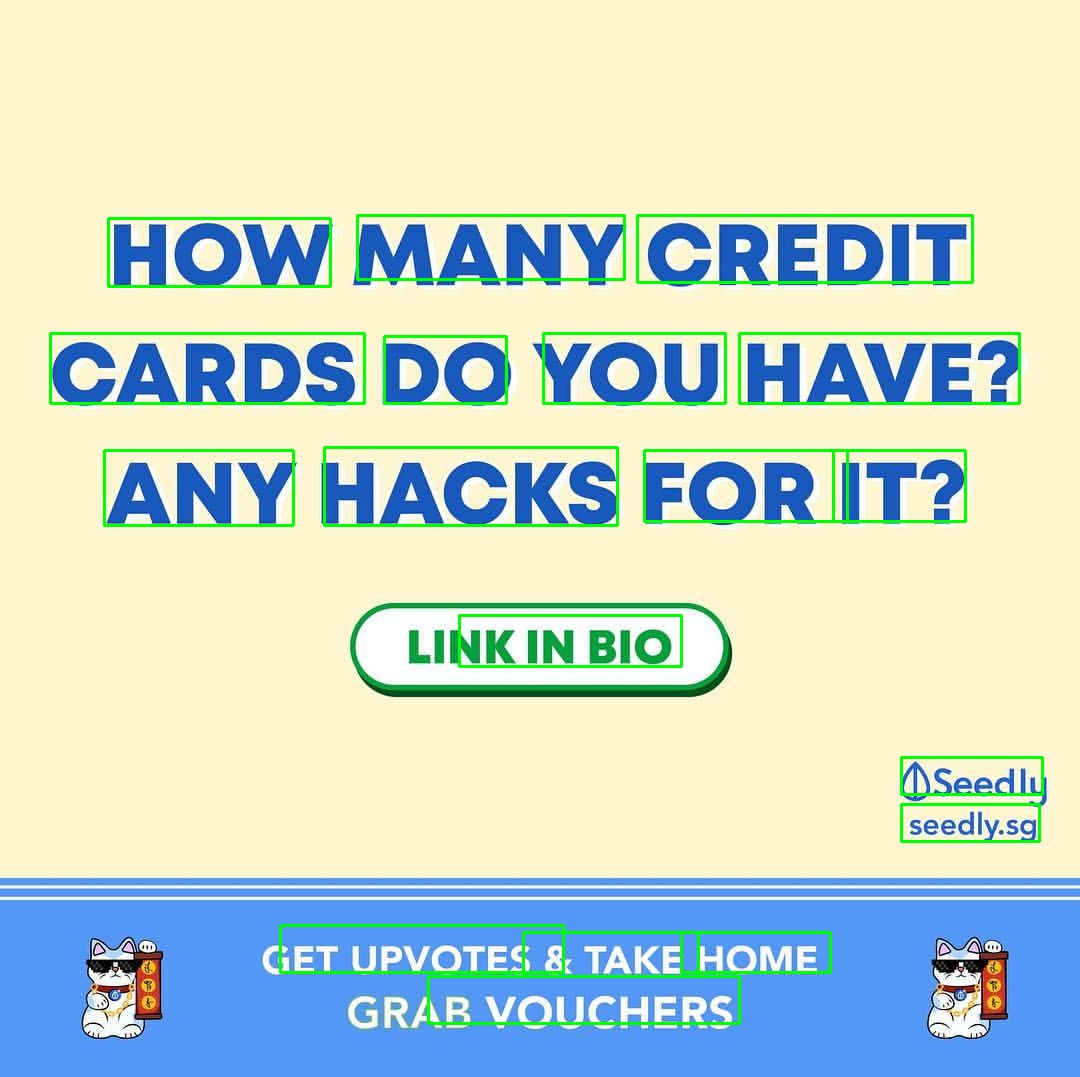 HOW MANY CREDIT
CARDS DO YOU HAVE?
ANY HACKS FOR IT?
LINK IN BIO
Seedly
seedly.sg
GET UPVOTES & TAKE HOME
GRAB VOUCHERS